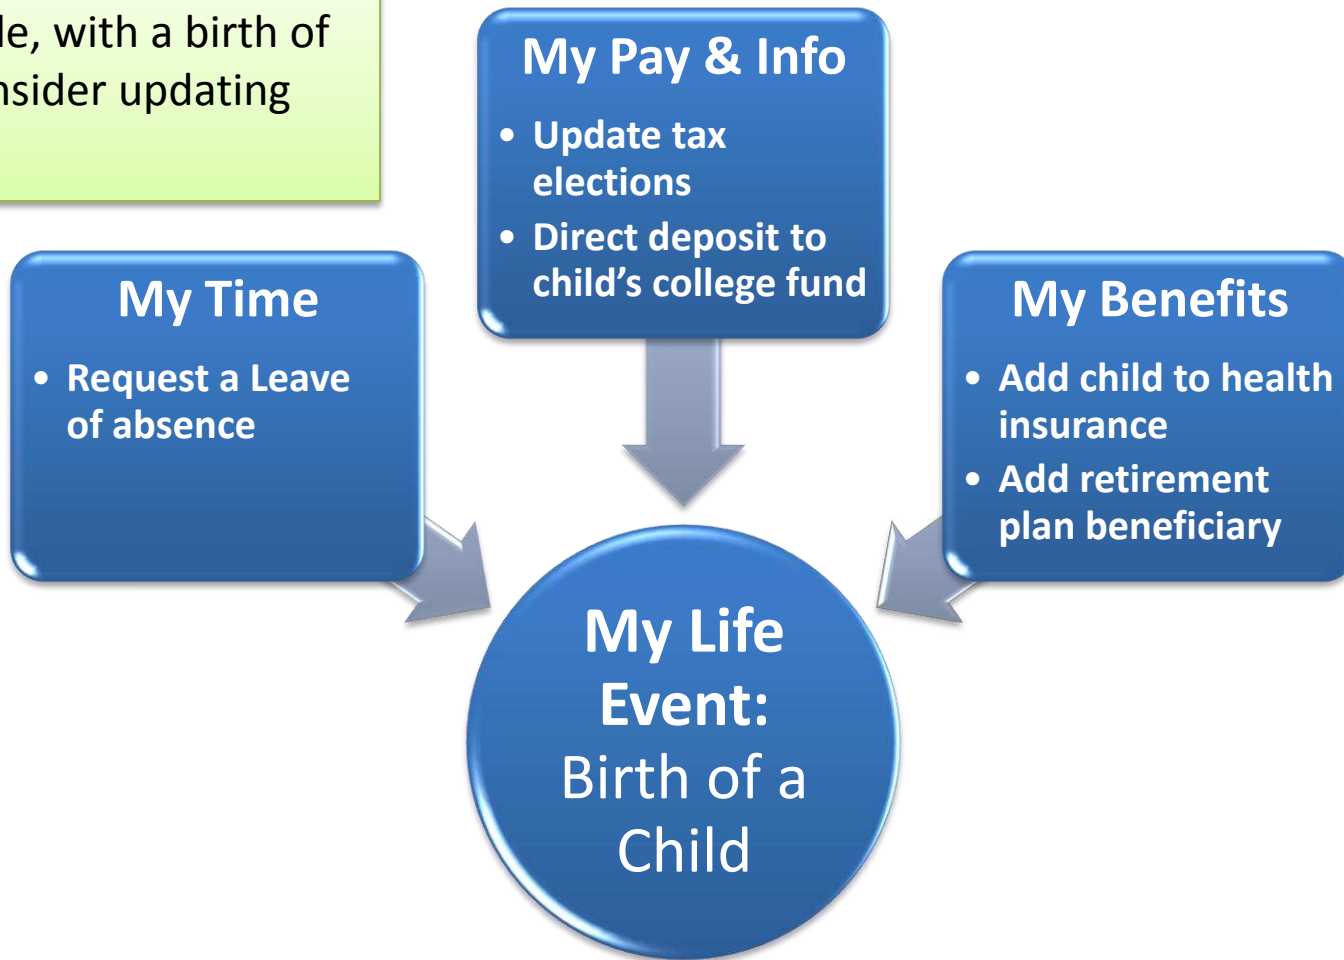 le, with a birth of
nsider updating
My Pay & Info
• Update tax
elections
• Direct deposit to
child’s college fund
My Time
• Request a Leave
of absence
My Benefits
• Add child to health
insurance
• Add retirement
plan beneficiary
My Life
Event:
Birth of a
Child